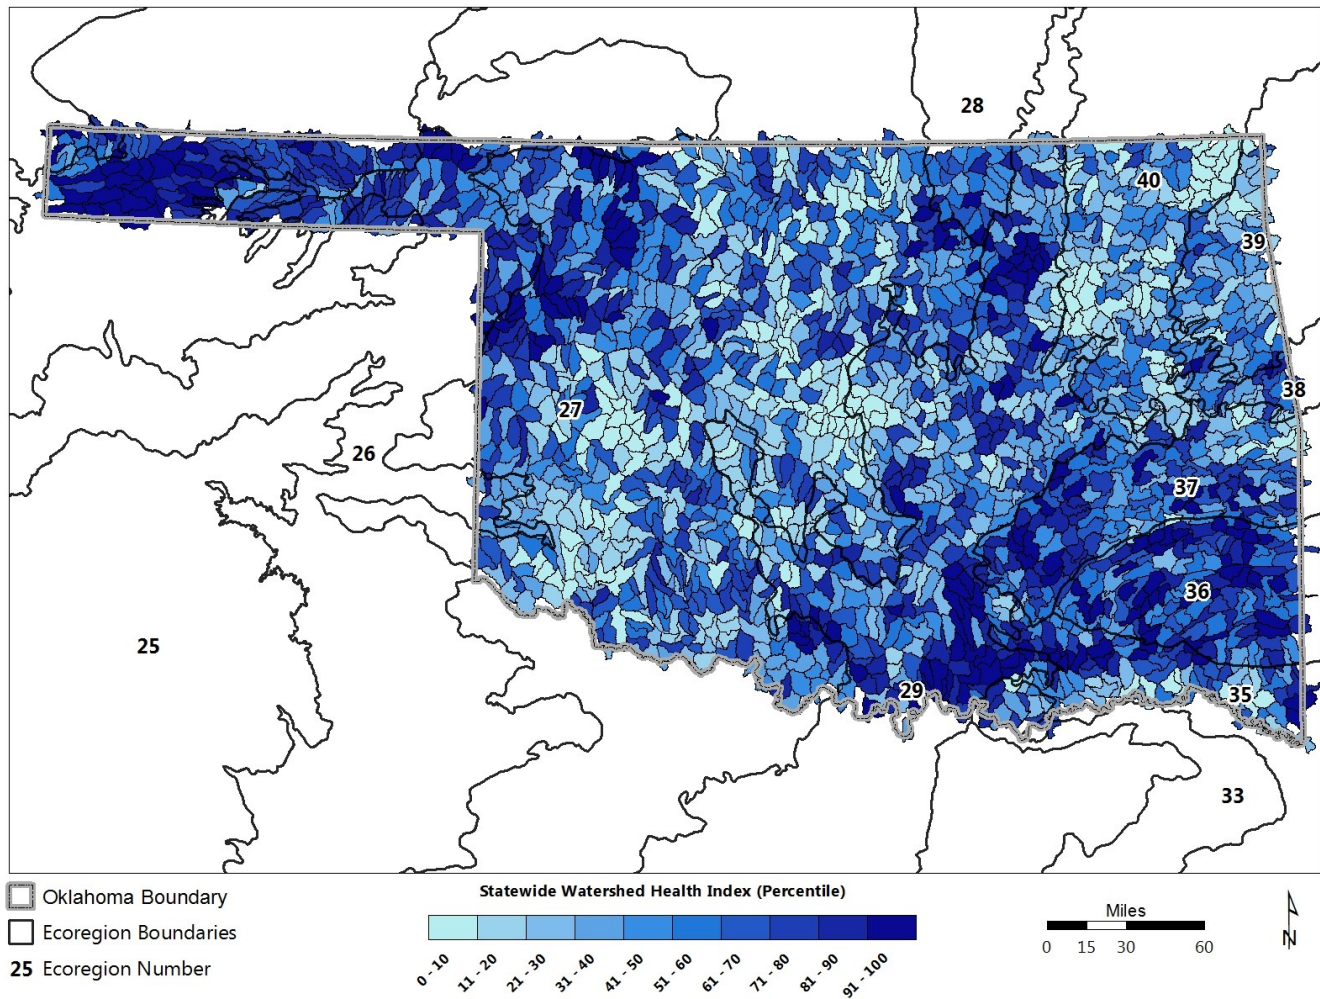 28
40
39
38
27
26
37
36
25
29
35
33
Oklahoma Boundary
Ecoregion Boundaries
25 Ecoregion Number
Statewide Watershed Health Index (Percentile)
0 - 10
11 - 20
21 - 30
31 - 40
41 - 50
51 - 60
61 - 70
71 - 80
81 - 90
91 - 100
Miles
0 15 30 60
N